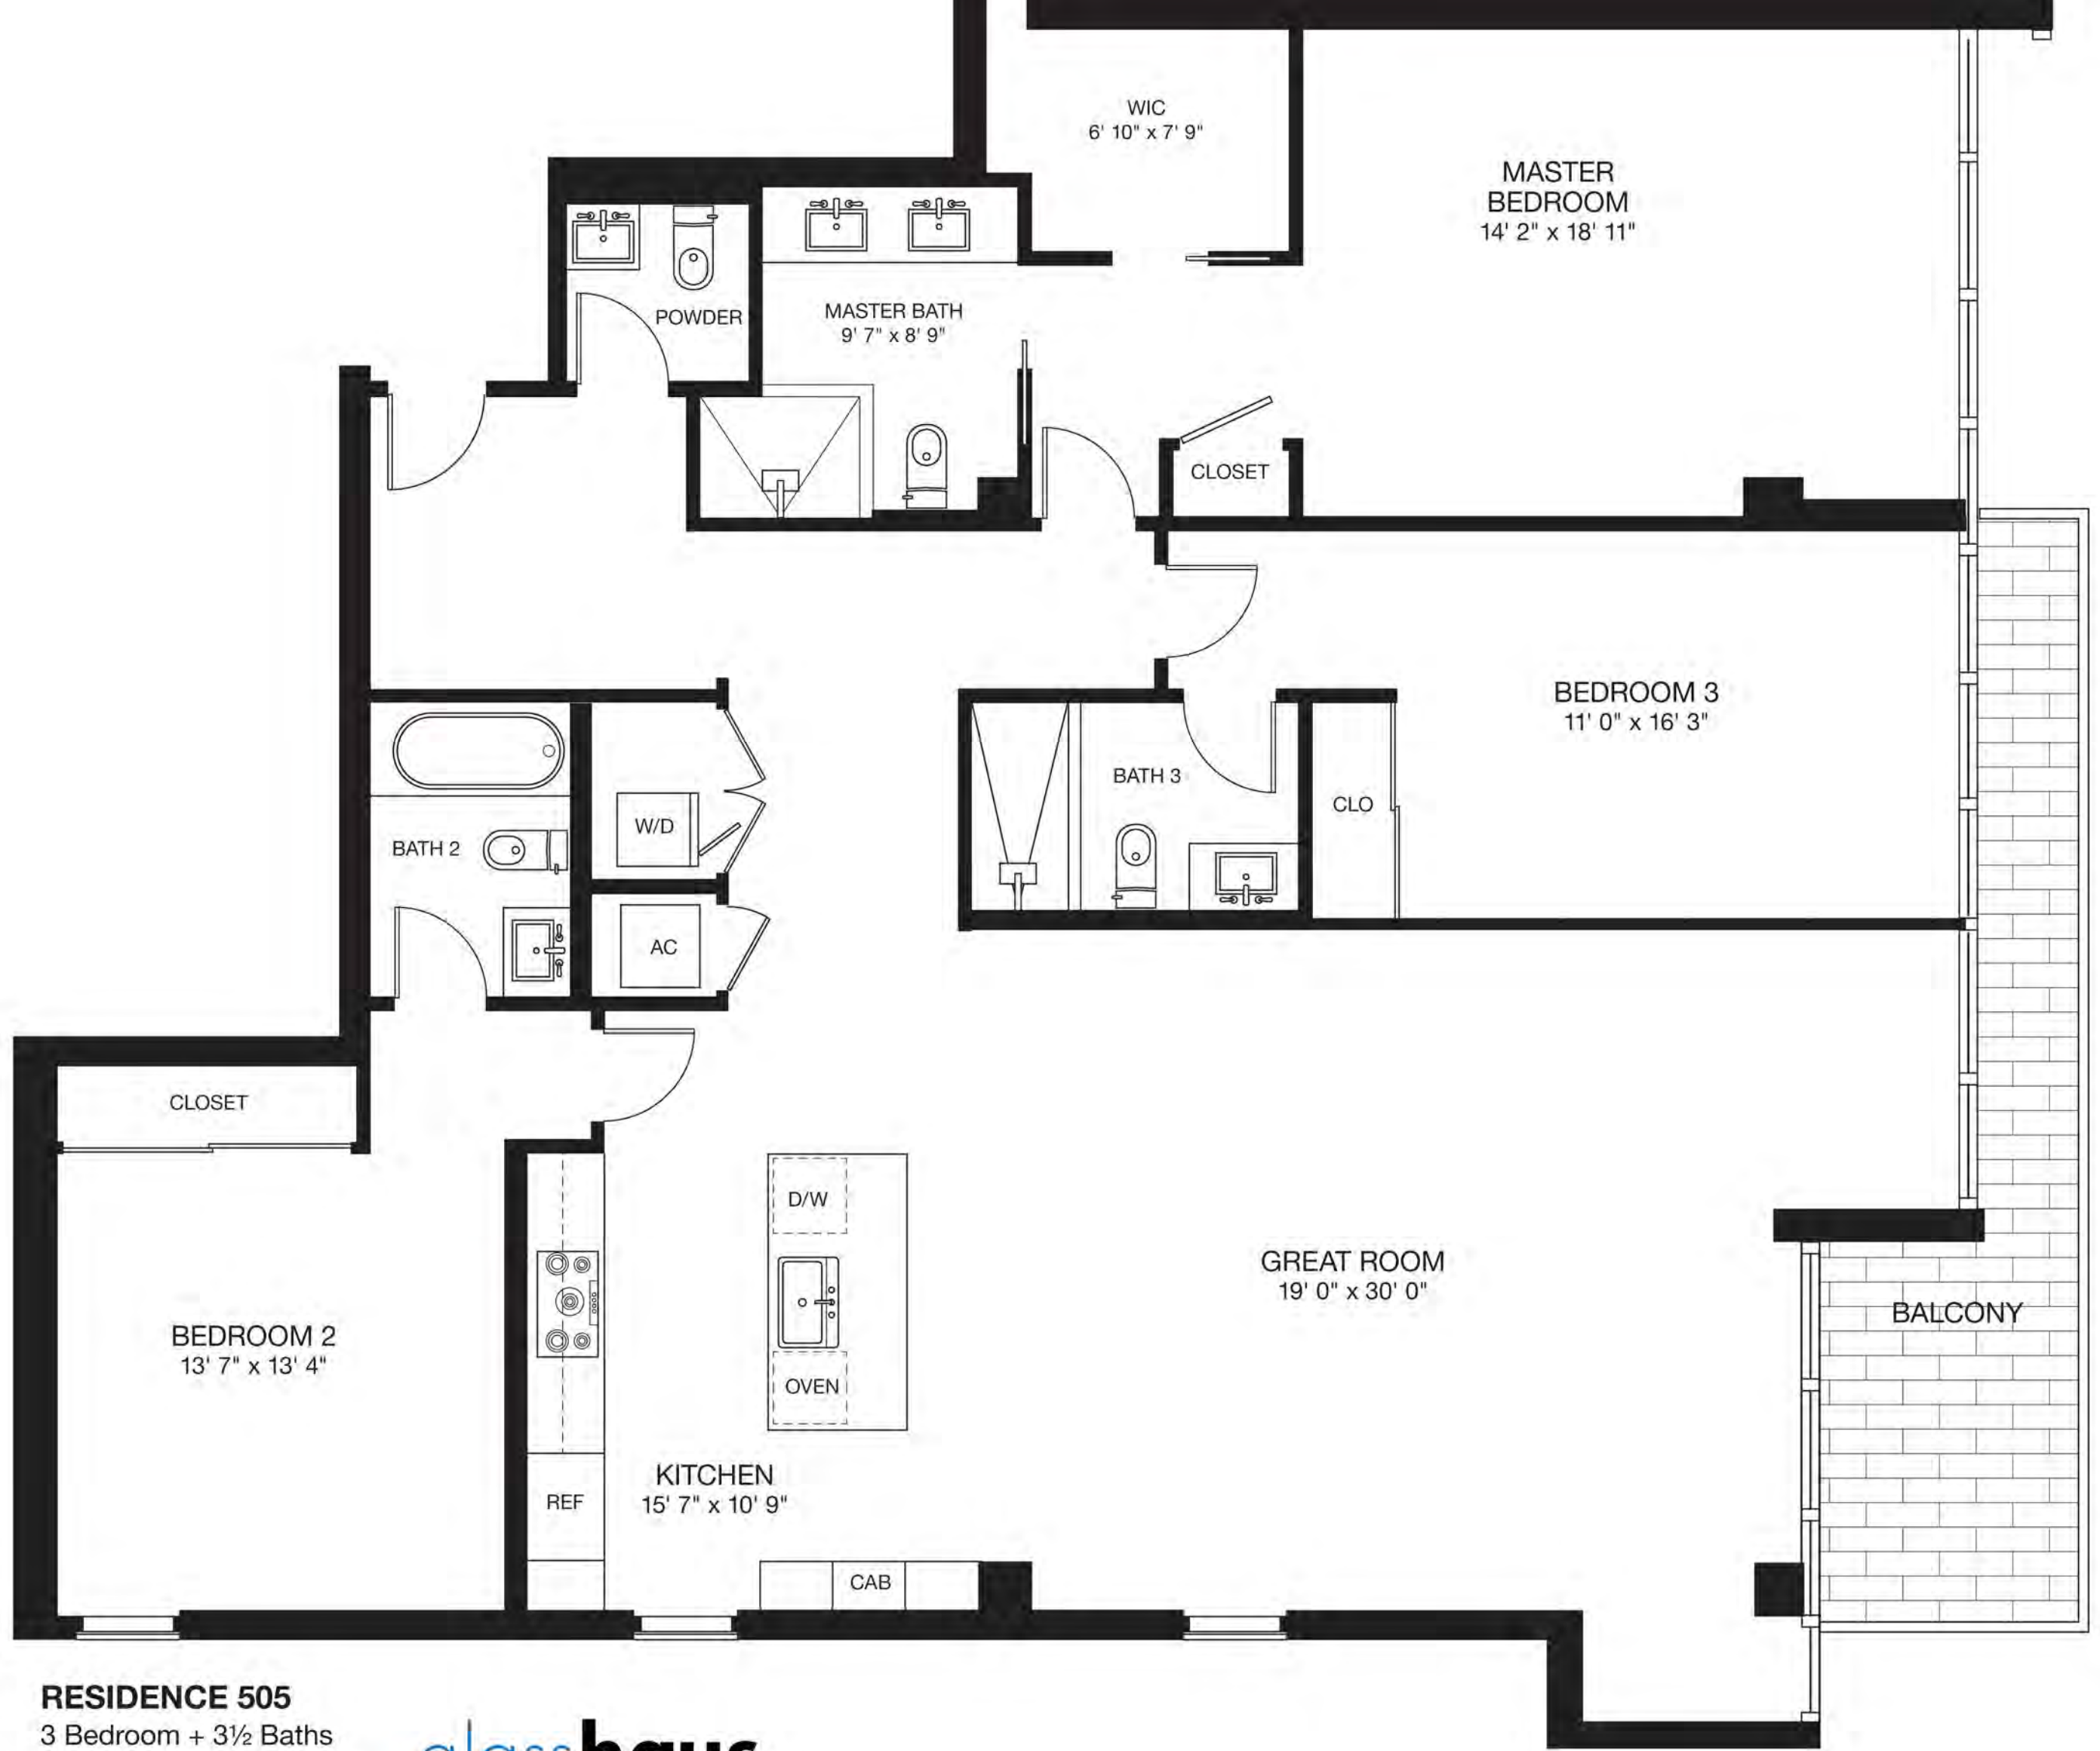 WIC
6' 10" x 7' 9"
MASTER
BEDROOM
14' 2" x 18' 11"
POWDER
MASTER BATH
9' 7" x 8' 9"
CLOSET
BEDROOM 3
11' 0" x 16' 3"
BATH 3
CLO
W/D
BATH 2
AC
CLOSET
D/W
GREAT ROOM
19' 0" x 30' 0"
BALCONY
BEDROOM 2
13' 7" x 13' 4"
OVEN
KITCHEN
15' 7" x 10' 9"
REF
CAB
RESIDENCE 505
3 Bedroom + 3½ Baths
glasshaus